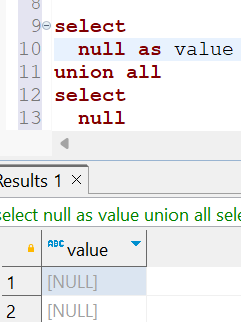 8
9 select
10 null as value
11 union all
12 select
13 null
Results 1
select null as value union all sele
ABC value
1 [NULL]
2 [NULL]